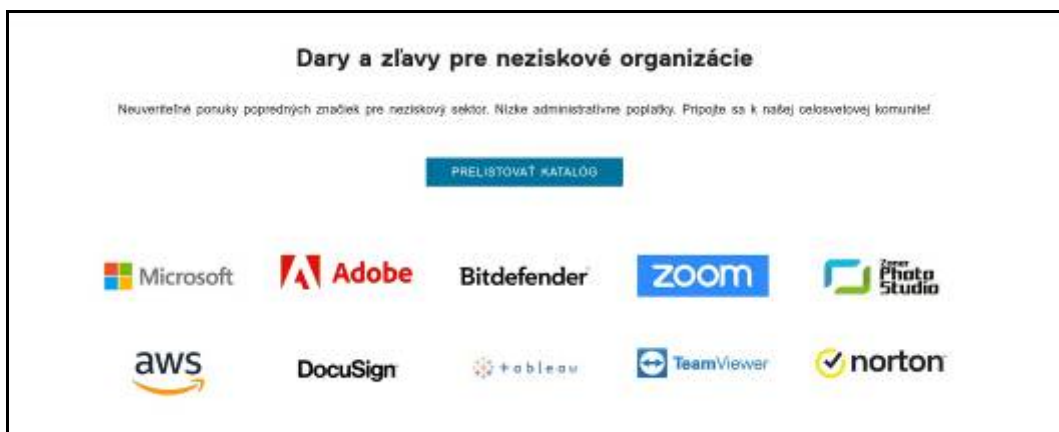 Dary a zľavy pre neziskové organizácie
Neuveriteľné ponuky popredných značiek pre neziskový sektor. Nízke administratívne poplatky. Pripojte sa k našej celosvetovej komunite!
PRELISTOVAŤ KATALÓG
Microsoft Adobe Bitdefender zoom Zoner Photo Studio
aws DocuSign +ableau TeamViewer norton